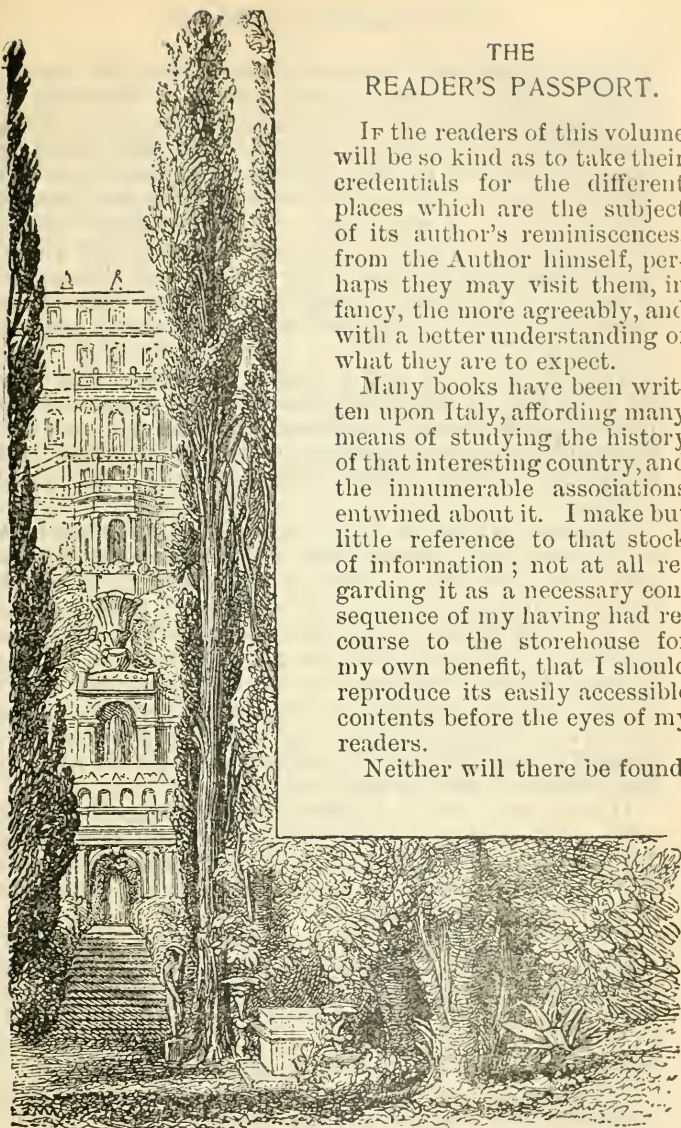 THE
READER'S PASSPORT.
IF the readers of this volume
will be so kind as to take their
credentials for the different
places which are the subject
of its author's reminiscences,
from the Author himself, per-
haps they may visit them, in
fancy, the more agreeably, and
with a better understanding of
what they are to expect.
Many books have been writ-
ten upon Italy, affording many
means of studying the history
of that interesting country, and
the innumerable associations
entwined about it. I make but
little reference to that stock
of information ; not at all re-
garding it as a necessary con-
sequence of my having had re-
course to the storehouse for
my own benefit, that I should
reproduce its easily accessible
contents before the eyes of my
readers.
Neither will there be found,